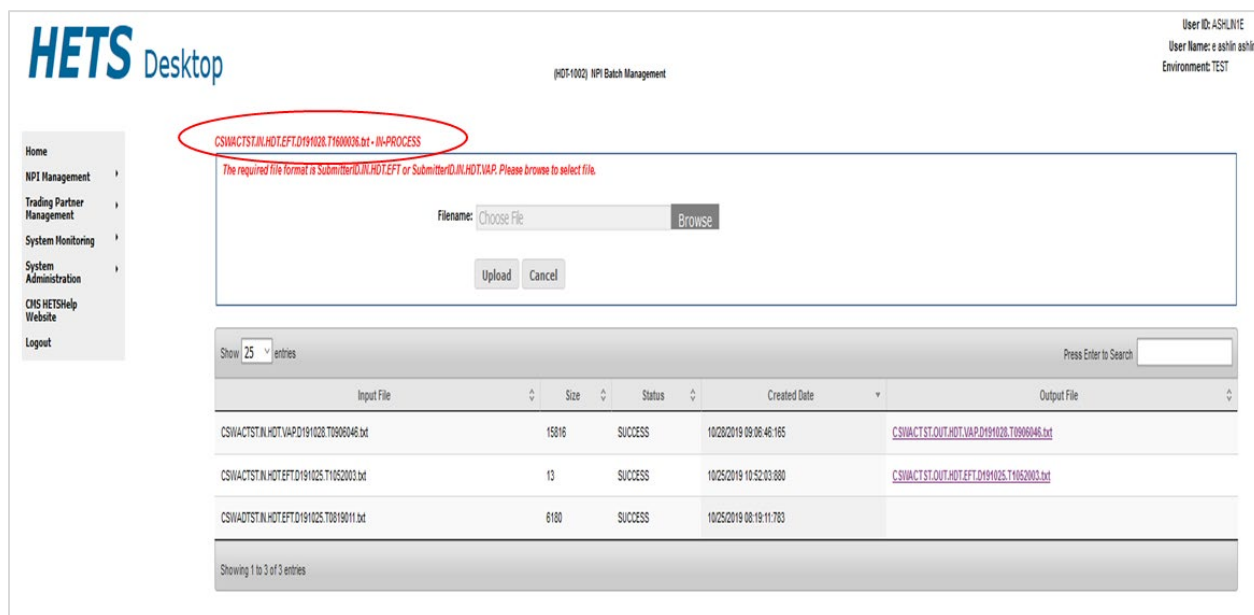 HETS Desktop
(HDT-1002) NPI Batch Management
User ID: ASHLIN1E
User Name: e ashlin ashlin
Environment: TEST
Home
NPI Management
Trading Partner
Management
System Monitoring
System
Administration
CMS HETSHelp
Website
Logout
CSWACTST.IN.HDT.EFT.D191028.T1600036.txt - IN-PROCESS
The required file format is SubmitterID.IN.HDT.EFT or SubmitterID.IN.HDT.VAP. Please browse to select file.
Filename: Choose File Browse
Upload Cancel
Show 25 entries Press Enter to Search
Input File Size Status Created Date Output File
CSWACTST.IN.HDT.VAP.D191028.T0906046.txt 15816 SUCCESS 10/28/2019 09:06:46:165 CSWACTST.OUT.HDT.VAP.D191028.T0906046.txt
CSWACTST.IN.HDT.EFT.D191025.T1052003.txt 13 SUCCESS 10/25/2019 10:52:03:880 CSWACTST.OUT.HDT.EFT.D191025.T1052003.txt
CSWADTST.IN.HDT.EFT.D191025.T0819011.txt 6180 SUCCESS 10/25/2019 08:19:11:783
Showing 1 to 3 of 3 entries